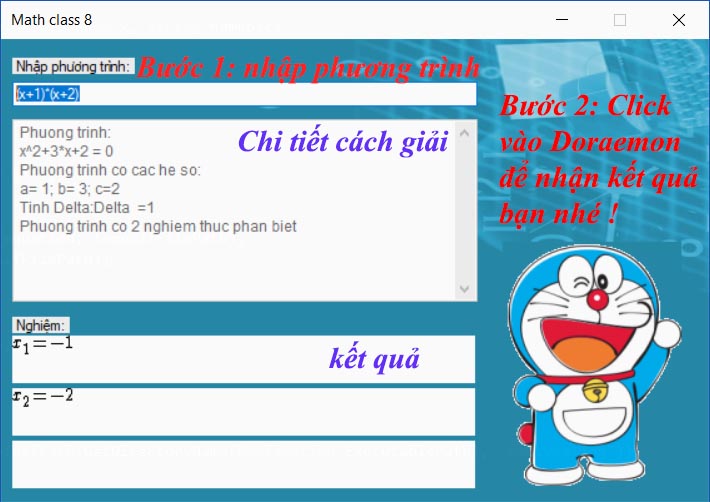 Math class 8
Nhập phương trình:
Bước 1: nhập phương trình
(x+1)*(x+2)
Bước 2: Click
vào Doraemon
để nhận kết quả
bạn nhé !
Chi tiết cách giải
Phuong trinh:
x^2+3*x+2 = 0
Phuong trinh co cac he so:
a= 1; b= 3; c=2
Tinh Delta:Delta =1
Phuong trinh co 2 nghiem thuc phan biet
Nghiệm:
x₁=−1
kết quả
x₂=−2